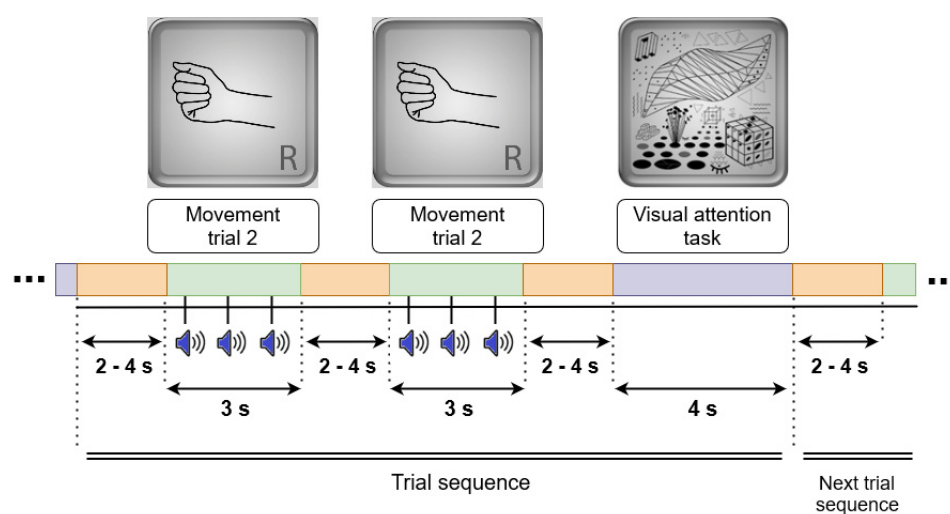 R
R
Movement
trial 2
Movement
trial 2
Visual attention
task
...
..
2 - 4 s
2 - 4 s
2 - 4 s
2 - 4 s
3 s
3 s
4 s
Trial sequence
Next trial
sequence